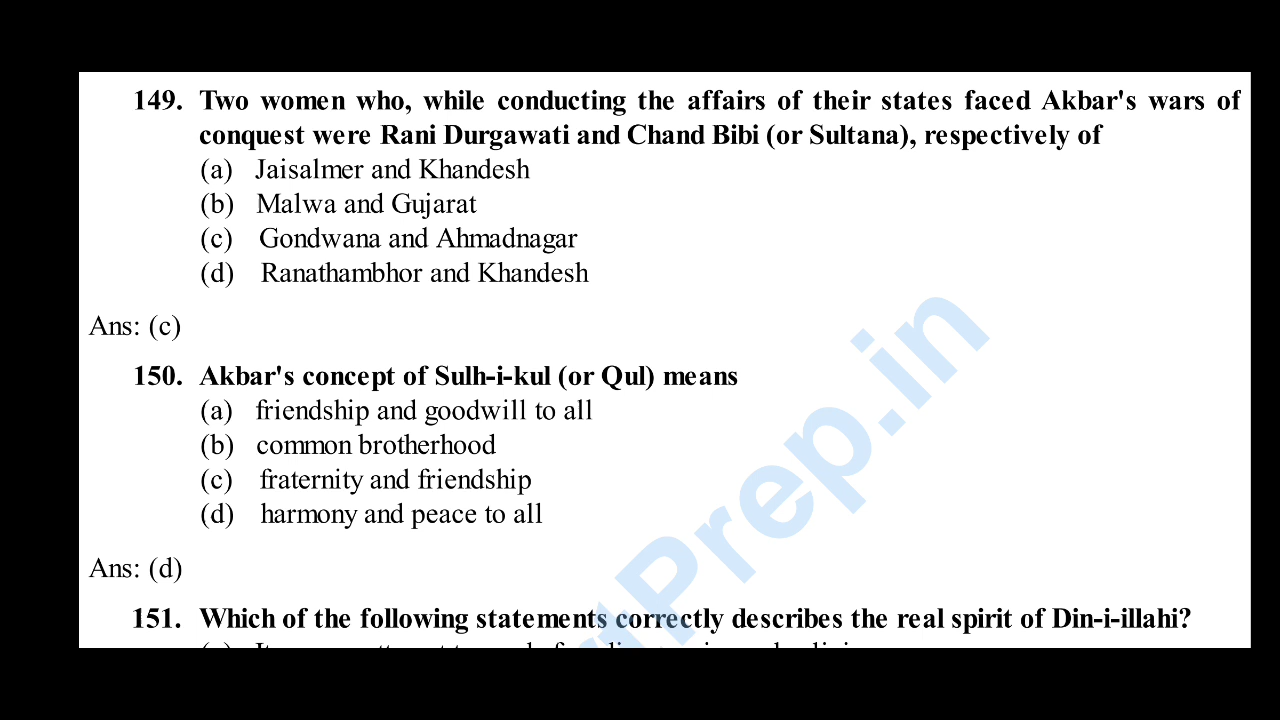 149. Two women who, while conducting the affairs of their states faced Akbar's wars of
conquest were Rani Durgawati and Chand Bibi (or Sultana), respectively of
(a) Jaisalmer and Khandesh
(b) Malwa and Gujarat
(c) Gondwana and Ahmadnagar
(d) Ranathambhor and Khandesh
Ans: (c)
150. Akbar's concept of Sulh-i-kul (or Qul) means
(a) friendship and goodwill to all
(b) common brotherhood
(c) fraternity and friendship
(d) harmony and peace to all
Ans: (d)
151. Which of the following statements correctly describes the real spirit of Din-i-illahi?
tPrep.in